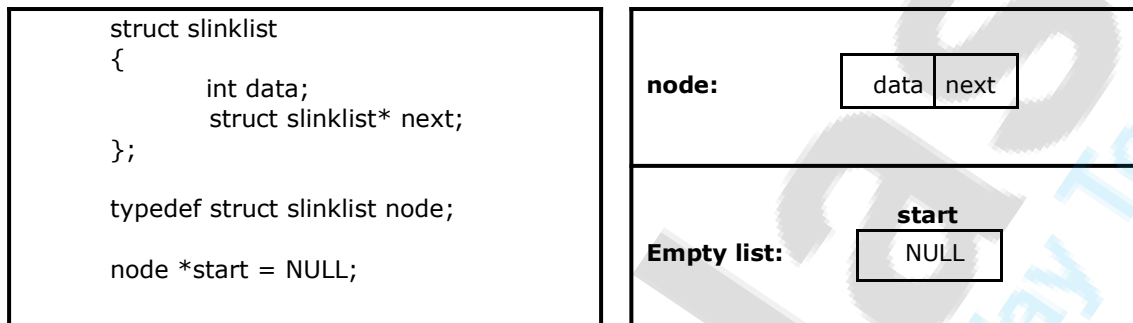 struct slinklist
{
int data;
struct slinklist* next;
};
typedef struct slinklist node;
node *start = NULL;
node:
data next
start
Empty list:
NULL